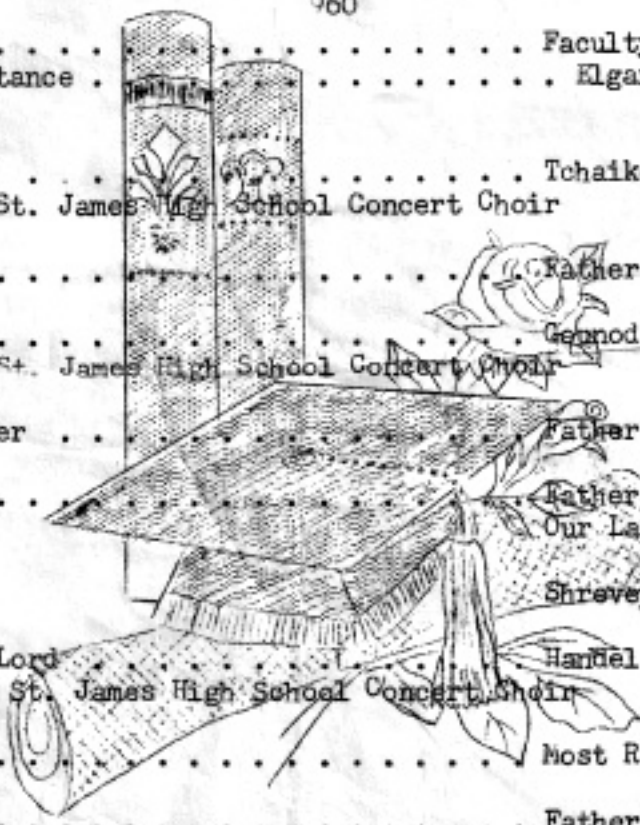 960
. . . . . . . . . . . . . . . . . Faculty
tance . . . . . . . . . . . . . . . Elga
. . . . . . . . . . . . . . . . . Tchaik
St. James High School Concert Choir
. . . . . . . . . . . . . . . . . Father
. . . . . . . . . . . . . . . . . Gounod
St. James High School Concert Choir
er . . . . . . . . . . . . . . . Father
. . . . . . . . . . . . . . . . . Father
Our La
Shreve
Lord . . . . . . . . . . . . . . Handel
St. James High School Concert Choir
. . . . . . . . . . . . . . . . . Most R
. . . . . . . . . . . . . . . . . Father